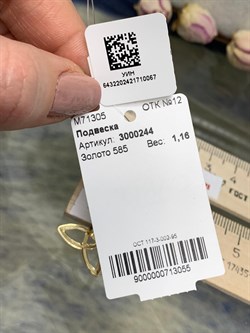 УИН
6432202421710067
М71305 ОТК №12
Подвеска
Артикул: 3000244
Золото 585 Вес: 1,16
ОСТ 117-3-002-95
9000000713055